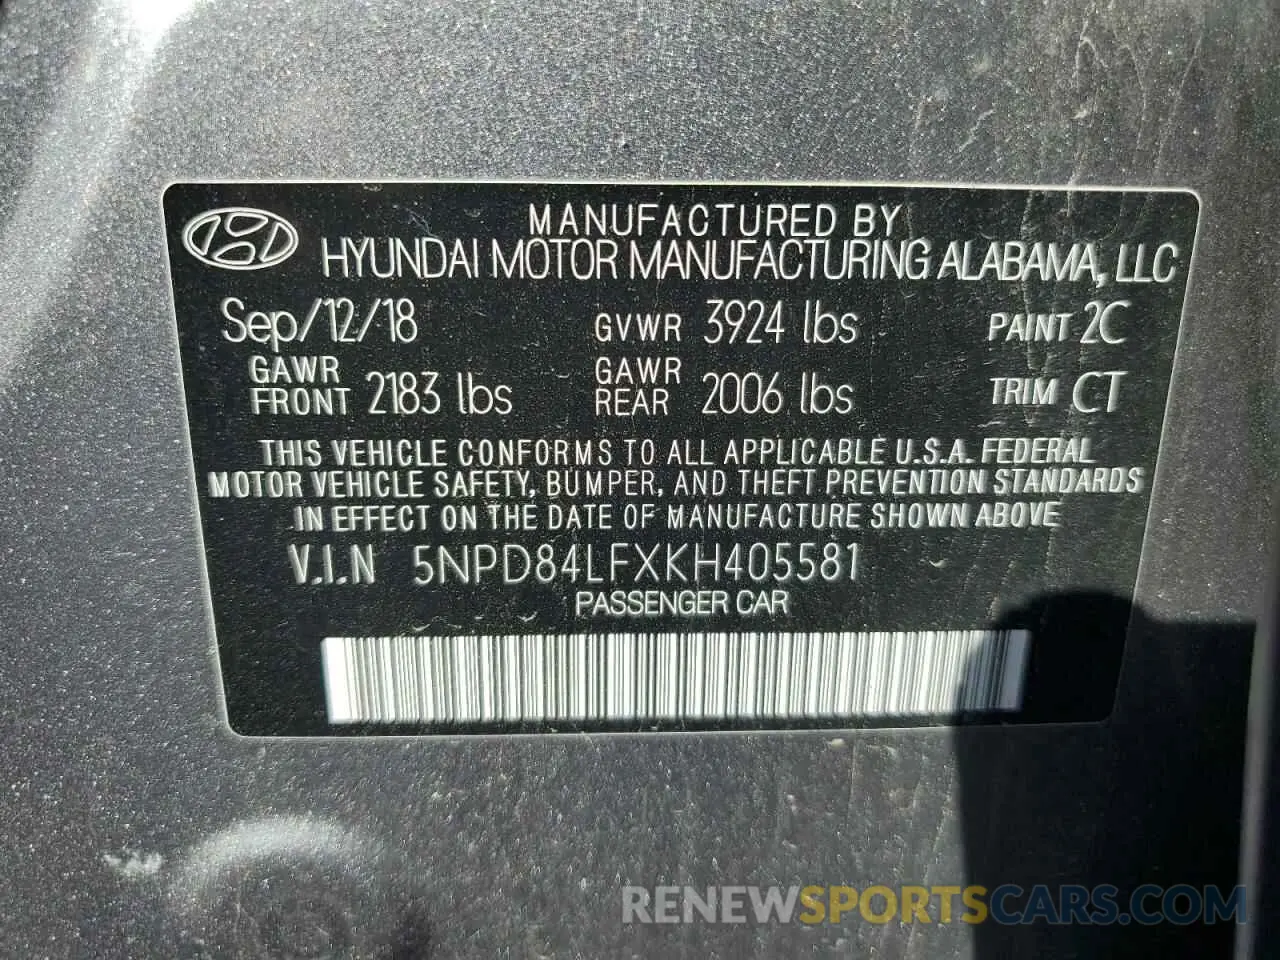 MANUFACTURED BY
HYUNDAI MOTOR MANUFACTURING ALABAMA, LLC
Sep/12/18 GVWR 3924 lbs PAINT 2C
GAWR FRONT 2183 lbs GAWR REAR 2006 lbs TRIM CT
THIS VEHICLE CONFORMS TO ALL APPLICABLE U.S.A. FEDERAL
MOTOR VEHICLE SAFETY, BUMPER, AND THEFT PREVENTION STANDARDS
IN EFFECT ON THE DATE OF MANUFACTURE SHOWN ABOVE
V.I.N 5NPD84LFXKH405581
PASSENGER CAR
RENEWSPORTSCARS.COM